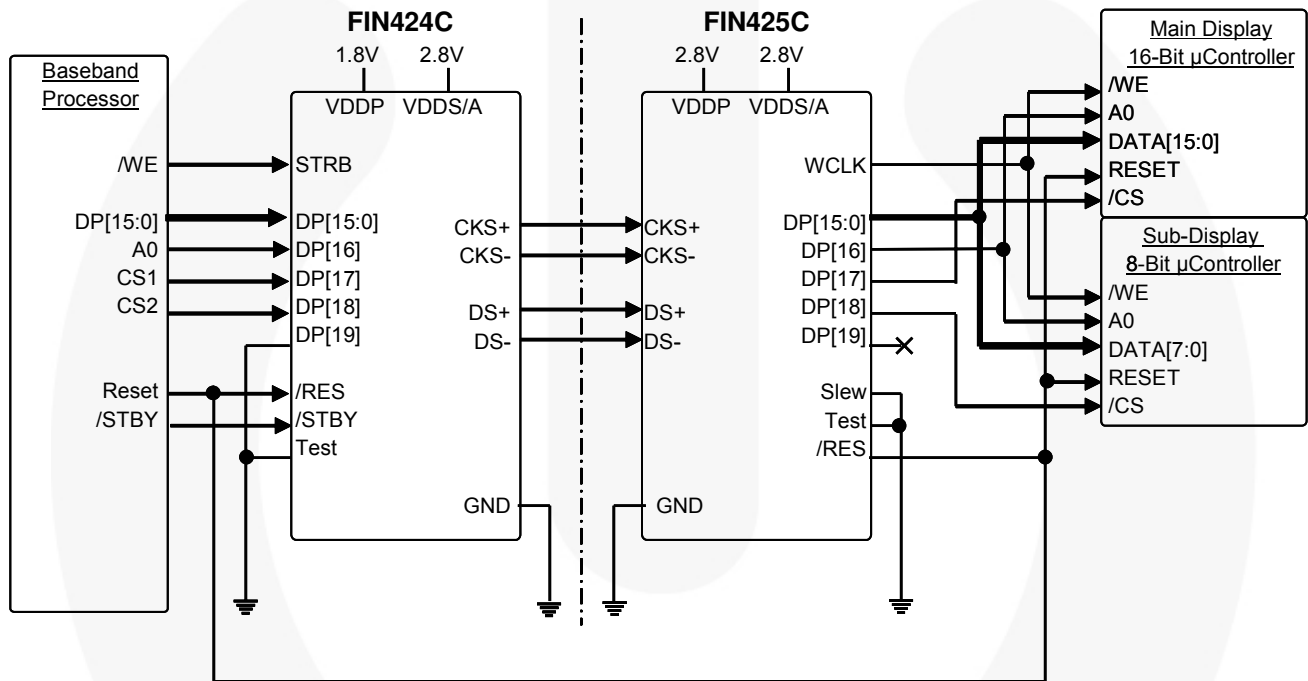 FIN424C
FIN425C
1.8V
2.8V
2.8V
2.8V
Baseband
Processor
/WE
DP[15:0]
A0
CS1
CS2
Reset
/STBY
VDDP
VDDS/A
STRB
DP[15:0]
DP[16]
DP[17]
DP[18]
DP[19]
/RES
/STBY
Test
CKS+
CKS-
DS+
DS-
GND
VDDP
VDDS/A
CKS+
CKS-
DS+
DS-
GND
WCLK
DP[15:0]
DP[16]
DP[17]
DP[18]
DP[19]
Slew
Test
/RES
Main Display
16-Bit µController
/WE
A0
DATA[15:0]
RESET
/CS
Sub-Display
8-Bit µController
/WE
A0
DATA[7:0]
RESET
/CS